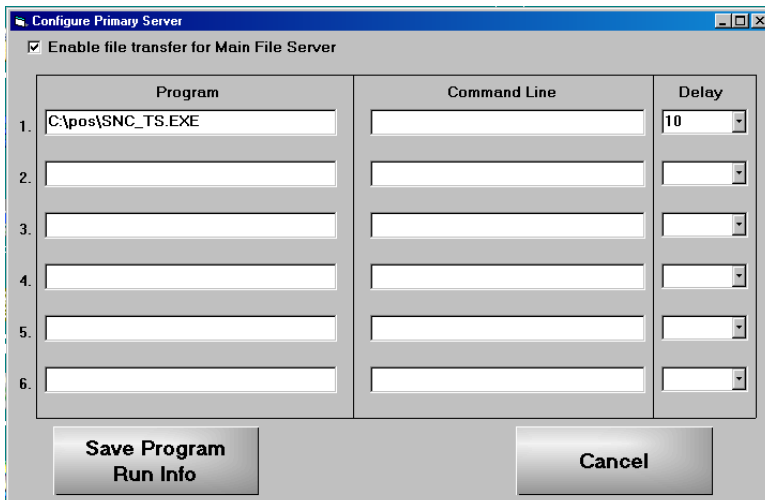 Configure Primary Server
Enable file transfer for Main File Server
Program Command Line Delay
1. C:\pos\SNC_TS.EXE 10
2.
3.
4.
5.
6.
Save Program
Run Info
Cancel